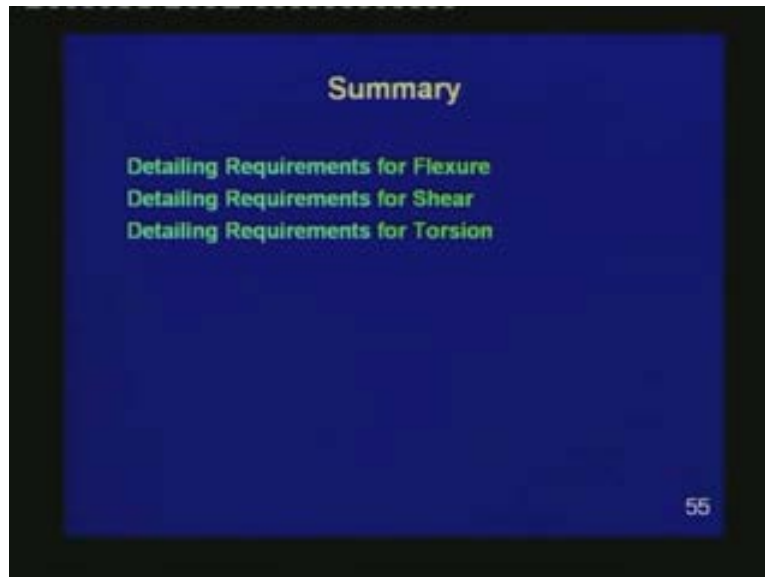 Summary
Detailing Requirements for Flexure
Detailing Requirements for Shear
Detailing Requirements for Torsion
55